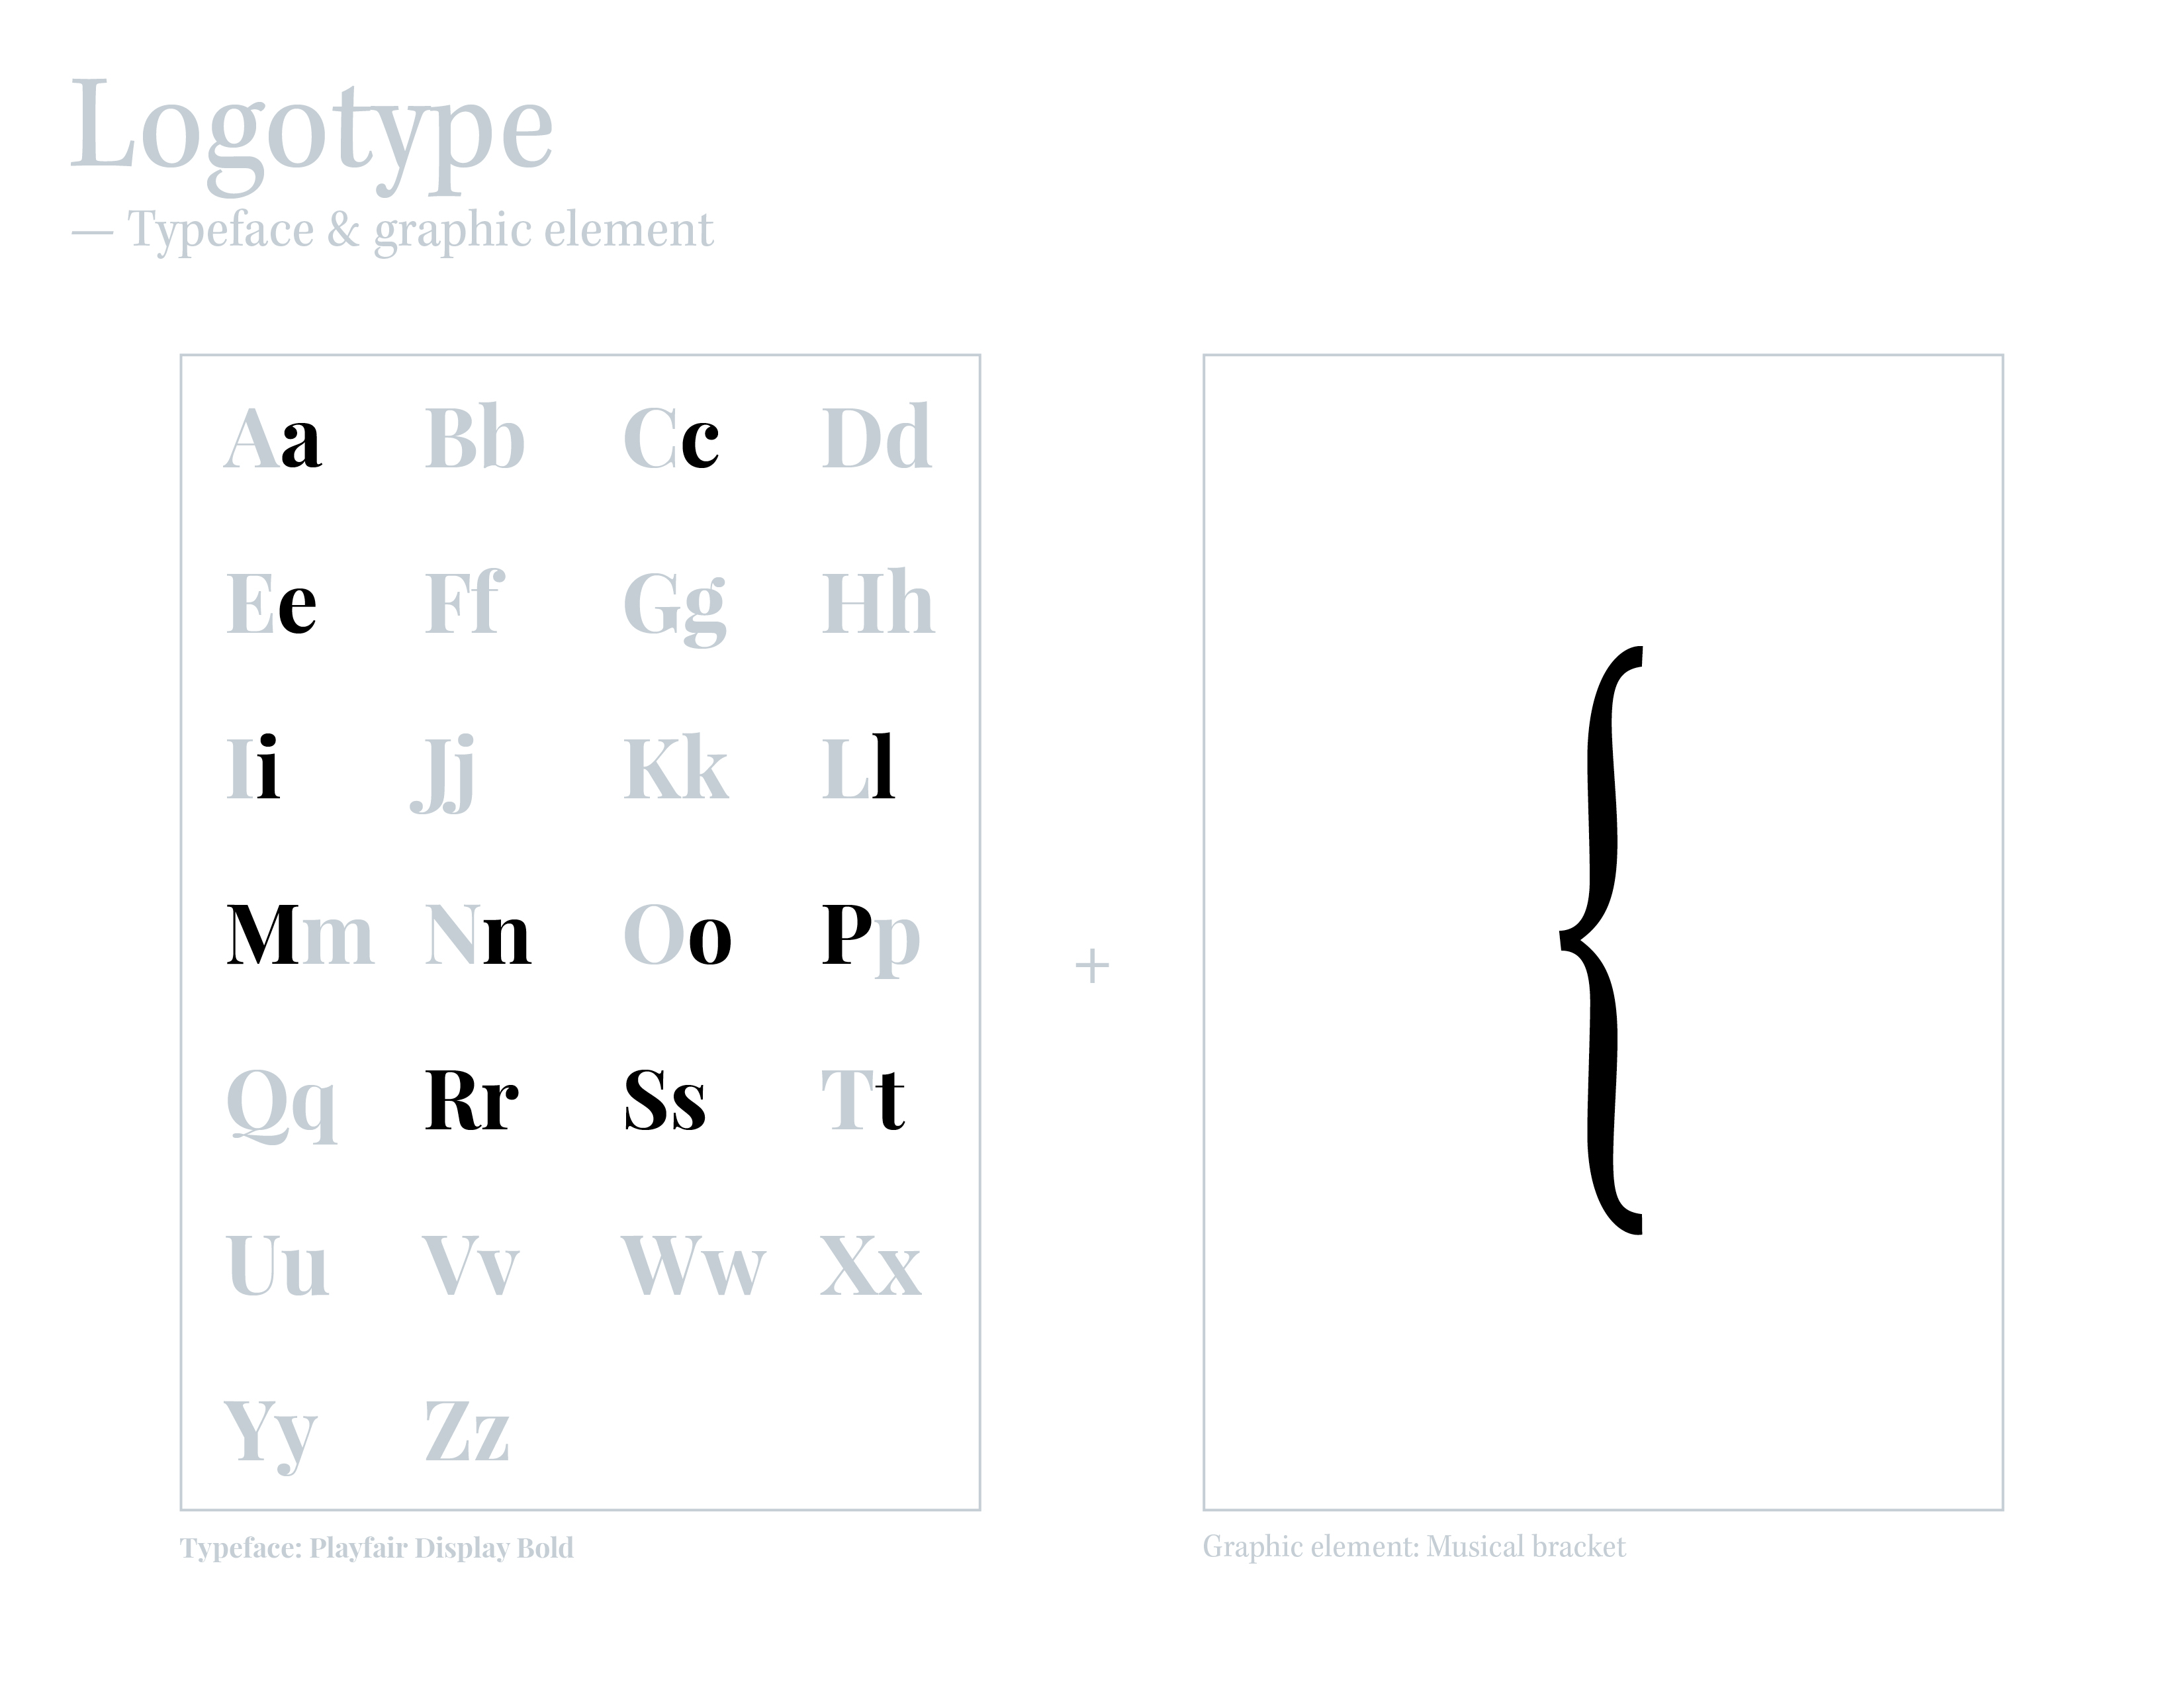 Logotype
— Typeface & graphic element
Aa Bb Cc Dd
Ee Ff Gg Hh
Ii Jj Kk Ll
Mm Nn Oo Pp
+
{
Qq Rr Ss Tt
Uu Vv Ww Xx
Yy Zz
Typeface: Playfair Display Bold
Graphic element: Musical bracket